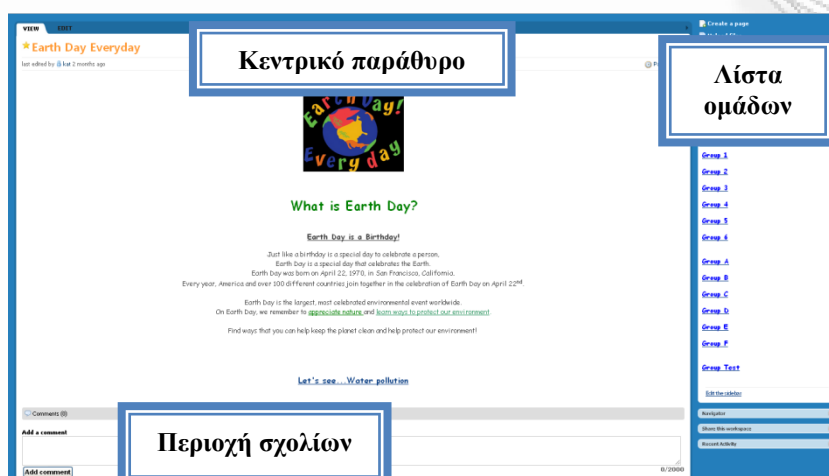 VIEW EDIT
Earth Day Everyday
last edited by kat 2 months ago
Κεντρικό παράθυρο
Create a page
Λίστα
ομάδων
Earth Day!
Every day
What is Earth Day?
Earth Day is a Birthday!
Just like a birthday is a special day to celebrate a person,
Earth Day is a special day that celebrates the Earth.
Earth Day was born on April 22, 1970, in San Francisco, California.
Every year, America and over 100 different countries join together in the celebration of Earth Day on April 22nd.
Earth Day is the largest, most celebrated environmental event worldwide.
On Earth Day, we remember to appreciate nature and learn ways to protect our environment
Find ways that you can help keep the planet clean and help protect our environment!
Let's see...Water pollution
Group 1
Group 2
Group 3
Group 4
Group 5
Group 6
Group A
Group B
Group C
Group D
Group E
Group F
Group Test
Edit the sidebar
Navigator
Share this workspace
Recent Activity
Comments (0)
Add a comment
Περιοχή σχολίων
Add comment
0/2000